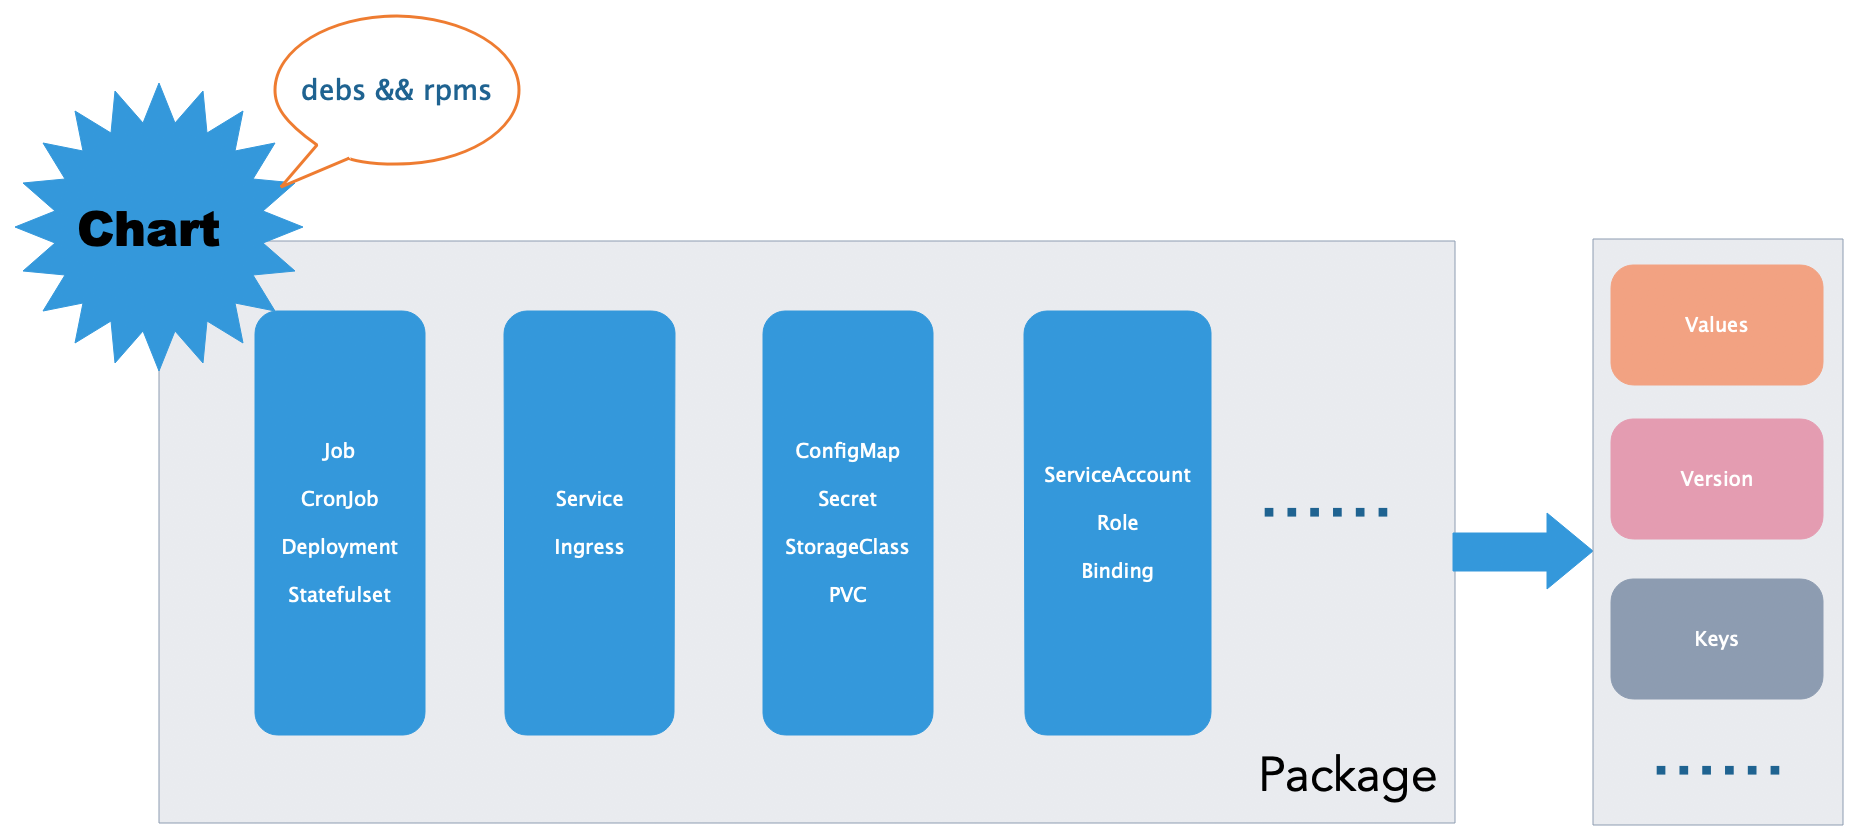 debs && rpms
Chart
Job
CronJob
Deployment
Statefulset
Service
Ingress
ConfigMap
Secret
StorageClass
PVC
ServiceAccount
Role
Binding
......
Package
Values
Version
Keys
......